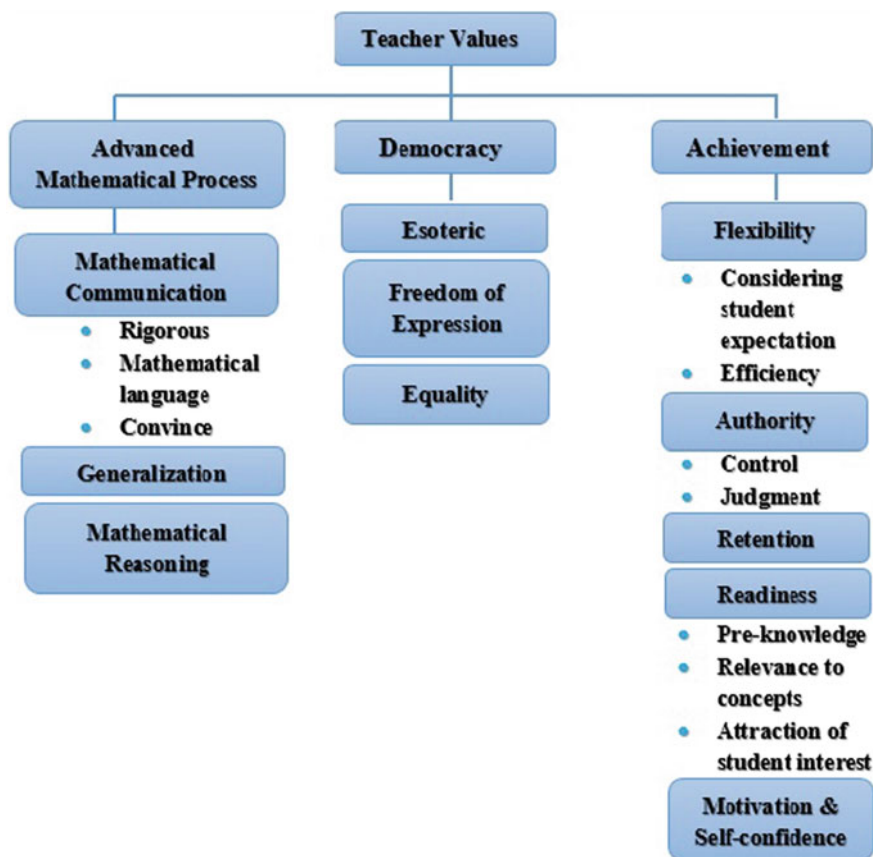 Teacher Values
Advanced
Mathematical Process
Mathematical
Communication
• Rigorous
• Mathematical
language
• Convince
Generalization
Mathematical
Reasoning
Democracy
Esoteric
Freedom of
Expression
Equality
Achievement
Flexibility
• Considering
student
expectation
• Efficiency
Authority
• Control
• Judgment
Retention
Readiness
• Pre-knowledge
• Relevance to
concepts
• Attraction of
student interest
Motivation &
Self-confidence